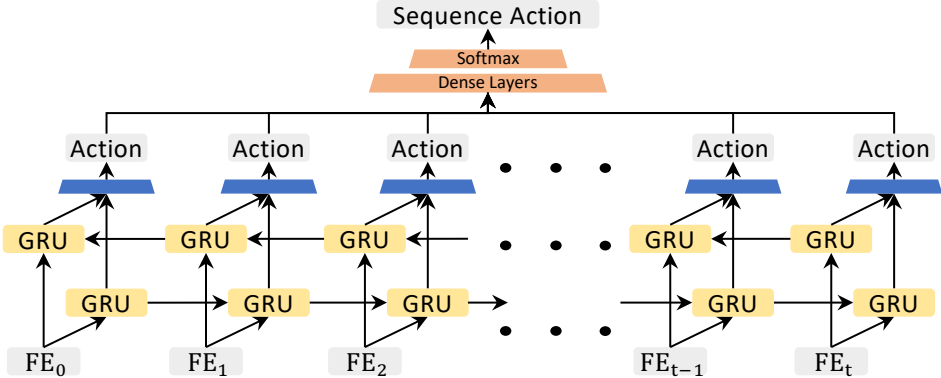 Sequence Action
Softmax
Dense Layers
Action Action Action Action Action
GRU GRU GRU GRU GRU
GRU GRU GRU GRU GRU
FE₀ FE₁ FE₂ FEₜ₋₁ FEₜ